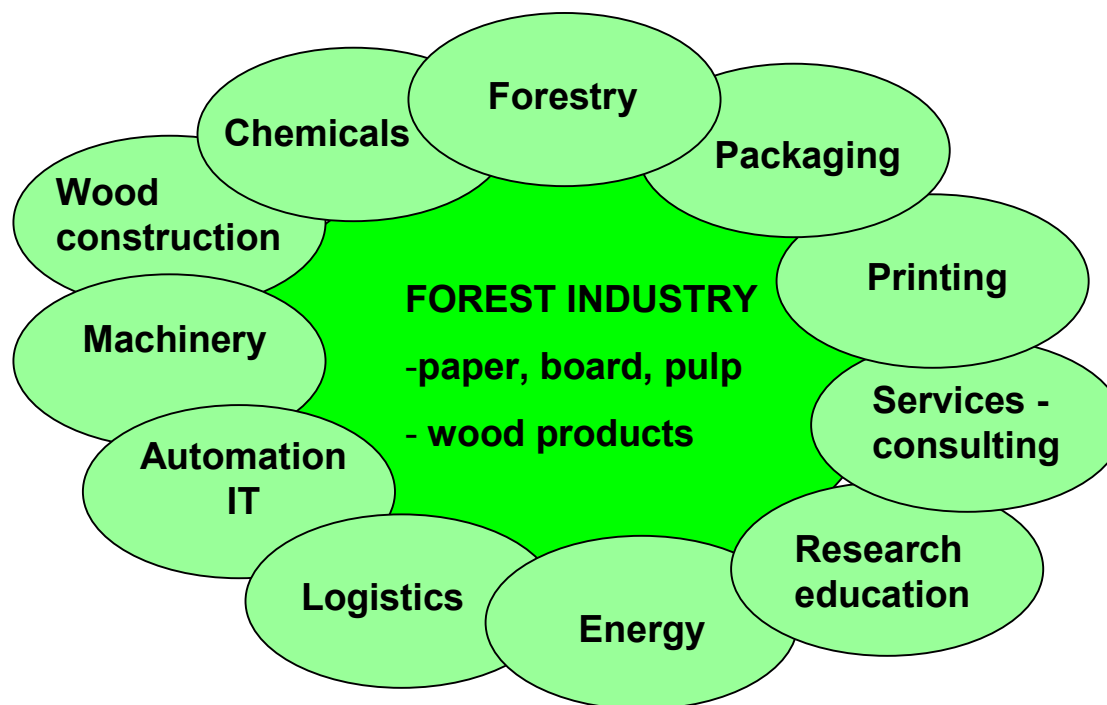 Forestry
Chemicals
Packaging
Wood
construction
Printing
FOREST INDUSTRY
-paper, board, pulp
- wood products
Machinery
Services -
consulting
Automation
IT
Research
education
Logistics
Energy